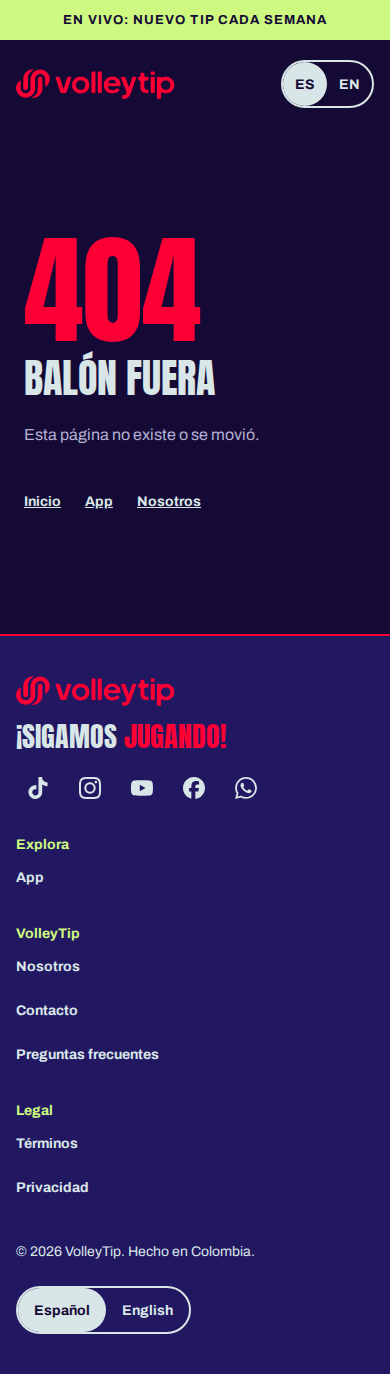 EN VIVO: NUEVO TIP CADA SEMANA
volleytip
ES EN
404
BALÓN FUERA
Esta página no existe o se movió.
Inicio App Nosotros
volleytip
¡SIGAMOS JUGANDO!
Explora
App
VolleyTip
Nosotros
Contacto
Preguntas frecuentes
Legal
Términos
Privacidad
© 2026 VolleyTip. Hecho en Colombia.
Español English